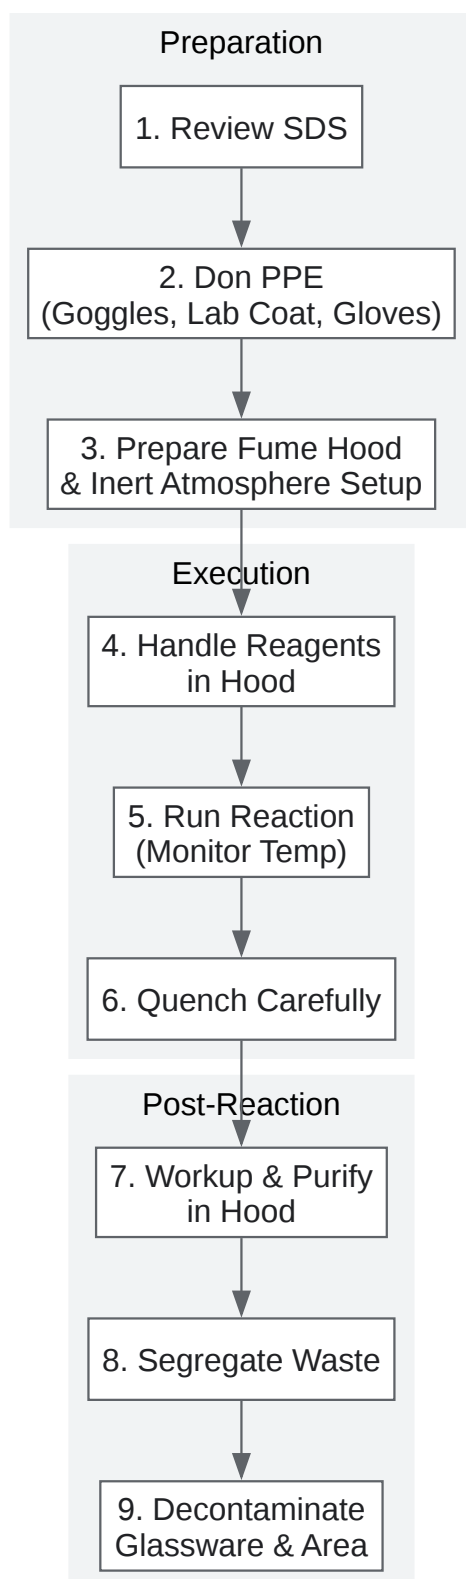 Preparation
1. Review SDS
2. Don PPE
(Goggles, Lab Coat, Gloves)
3. Prepare Fume Hood
& Inert Atmosphere Setup
Execution
4. Handle Reagents
in Hood
5. Run Reaction
(Monitor Temp)
6. Quench Carefully
Post-Reaction
7. Workup & Purify
in Hood
8. Segregate Waste
9. Decontaminate
Glassware & Area